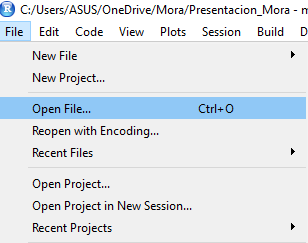 R C:/Users/ASUS/OneDrive/Mora/Presentacion_Mora - m
File Edit Code View Plots Session Build D
New File
New Project...
Open File... Ctrl+O
Reopen with Encoding...
Recent Files
Open Project...
Open Project in New Session...
Recent Projects